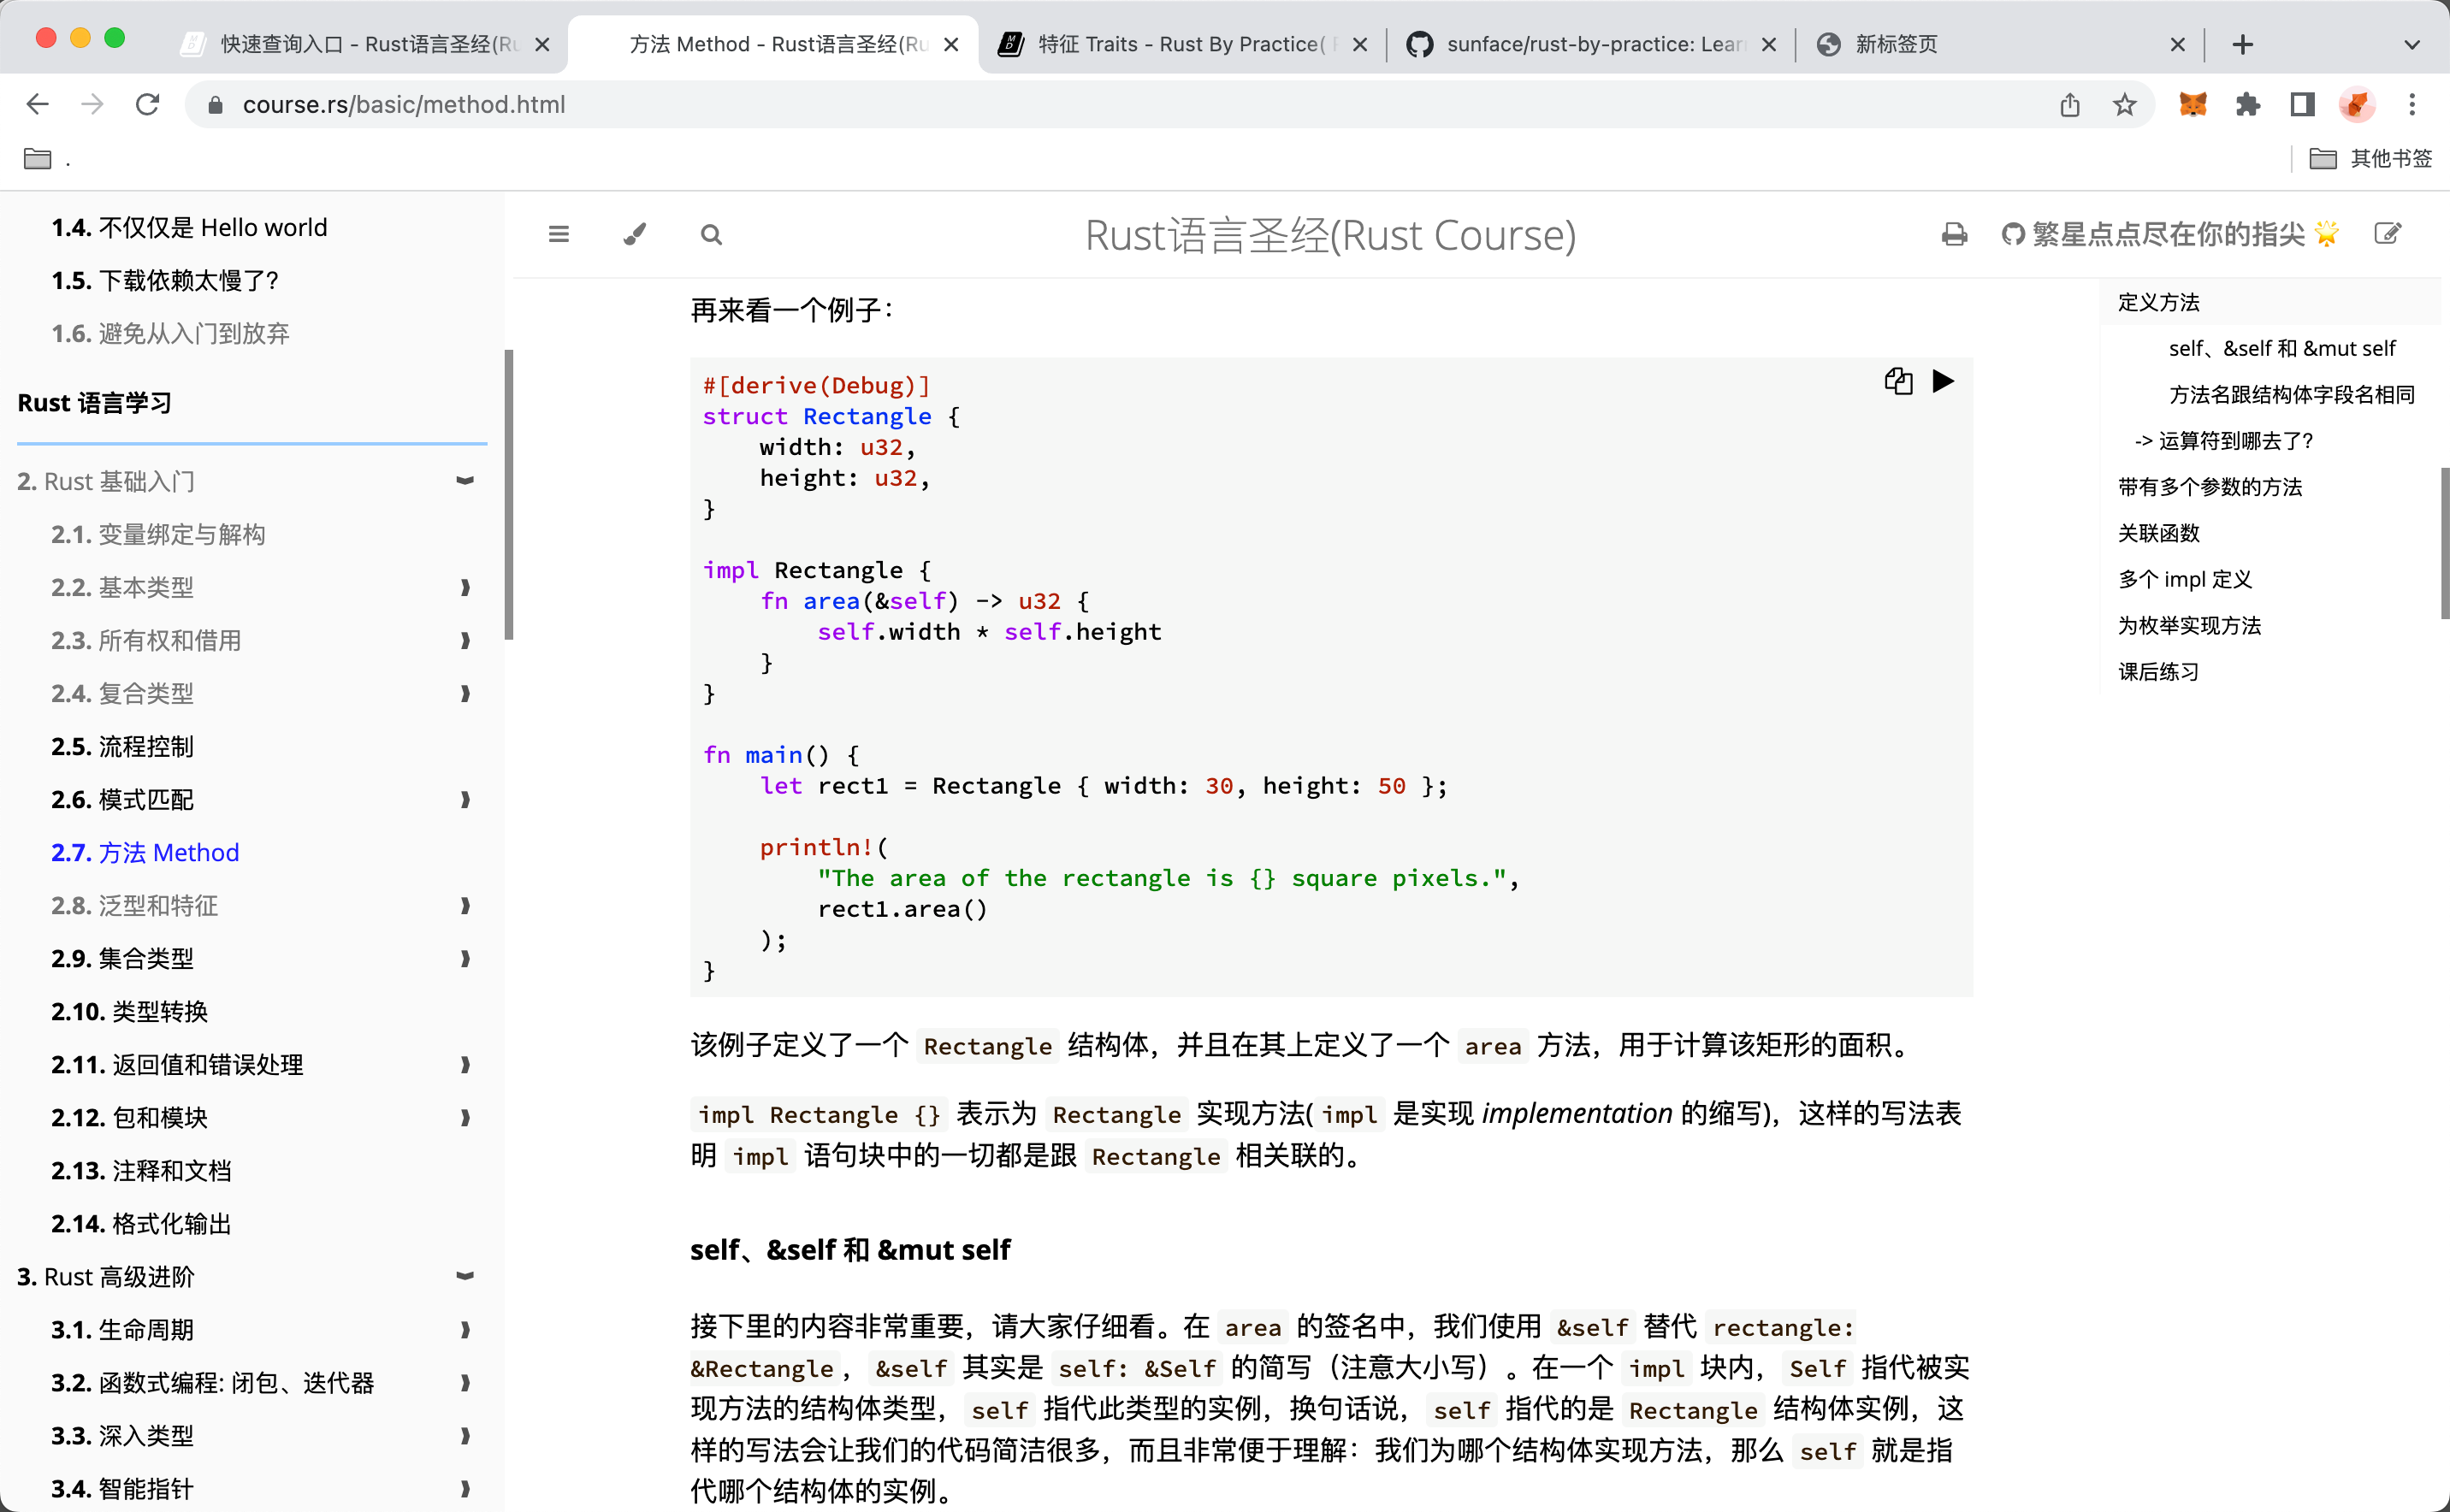 快速查询入口 - Rust语言圣经(Ru
方法 Method - Rust语言圣经(Ru
特征 Traits - Rust By Practice(
sunface/rust-by-practice: Lear
新标签页
course.rs/basic/method.html
.
其他书签
1.4. 不仅仅是 Hello world
1.5. 下载依赖太慢了?
1.6. 避免从入门到放弃
Rust 语言学习
2. Rust 基础入门
2.1. 变量绑定与解构
2.2. 基本类型
2.3. 所有权和借用
2.4. 复合类型
2.5. 流程控制
2.6. 模式匹配
2.7. 方法 Method
2.8. 泛型和特征
2.9. 集合类型
2.10. 类型转换
2.11. 返回值和错误处理
2.12. 包和模块
2.13. 注释和文档
2.14. 格式化输出
3. Rust 高级进阶
3.1. 生命周期
3.2. 函数式编程: 闭包、迭代器
3.3. 深入类型
3.4. 智能指针
Rust语言圣经(Rust Course)
繁星点点尽在你的指尖 🌟
再来看一个例子：
#[derive(Debug)]
struct Rectangle {
    width: u32,
    height: u32,
}
impl Rectangle {
    fn area(&self) -> u32 {
        self.width * self.height
    }
}
fn main() {
    let rect1 = Rectangle { width: 30, height: 50 };
    println!(
        "The area of the rectangle is {} square pixels.",
        rect1.area()
    );
}
该例子定义了一个 Rectangle 结构体，并且在其上定义了一个 area 方法，用于计算该矩形的面积。
impl Rectangle {} 表示为 Rectangle 实现方法(impl 是实现 implementation 的缩写)，这样的写法表
明 impl 语句块中的一切都是跟 Rectangle 相关联的。
self、&self 和 &mut self
接下里的内容非常重要，请大家仔细看。在 area 的签名中，我们使用 &self 替代 rectangle:
&Rectangle，&self 其实是 self: &Self 的简写（注意大小写）。在一个 impl 块内，Self 指代被实
现方法的结构体类型，self 指代此类型的实例，换句话说，self 指代的是 Rectangle 结构体实例，这
样的写法会让我们的代码简洁很多，而且非常便于理解：我们为哪个结构体实现方法，那么 self 就是指
代哪个结构体的实例。
定义方法
self、&self 和 &mut self
方法名跟结构体字段名相同
-> 运算符到哪去了?
带有多个参数的方法
关联函数
多个 impl 定义
为枚举实现方法
课后练习